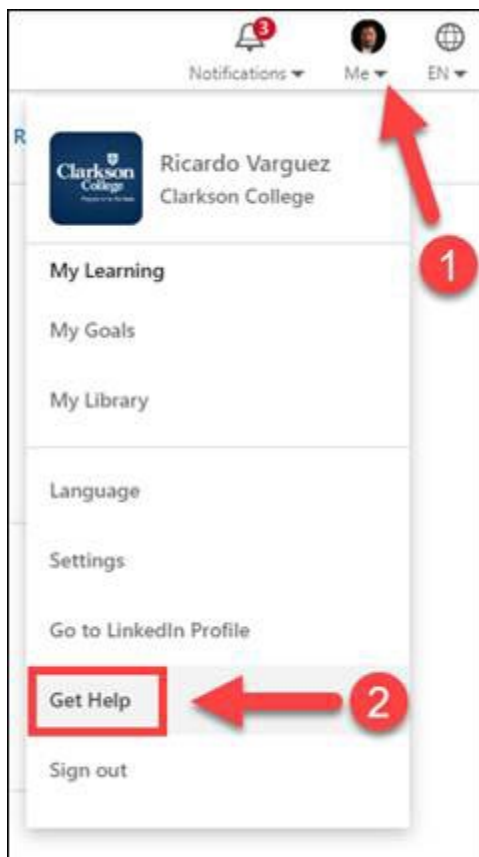 3
Notifications
Me
EN
R
Clarkson
College
Ricardo Varguez
Clarkson College
1
My Learning
My Goals
My Library
Language
Settings
Go to LinkedIn Profile
Get Help
2
Sign out